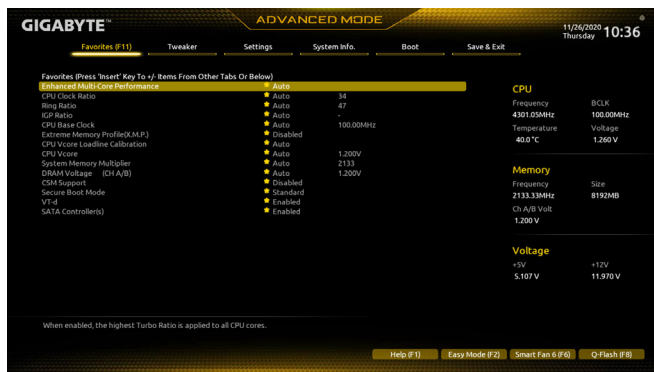 GIGABYTE™
ADVANCED MODE
11/26/2020
Thursday 10:36
Favorites (F11) Tweaker Settings System Info. Boot Save & Exit
Favorites (Press 'Insert' Key To +/- Items From Other Tabs Or Below)
Enhanced Multi-Core Performance Auto
CPU Clock Ratio Auto 34
Ring Ratio Auto 47
IGP Ratio Auto -
CPU Base Clock Auto 100.00MHz
Extreme Memory Profile(X.M.P.) Disabled
CPU Vcore Loadline Calibration Auto
CPU Vcore Auto 1.200V
System Memory Multiplier Auto 2133
DRAM Voltage (CH A/B) Auto 1.200V
CSM Support Disabled
Secure Boot Mode Standard
VT-d Enabled
SATA Controller(s) Enabled
CPU
Frequency BCLK
4301.05MHz 100.00MHz
Temperature Voltage
40.0 °C 1.260 V
Memory
Frequency Size
2133.33MHz 8192MB
Ch A/B Volt
1.200 V
Voltage
+5V +12V
5.107 V 11.970 V
When enabled, the highest Turbo Ratio is applied to all CPU cores.
Help (F1) Easy Mode (F2) Smart Fan 6 (F6) Q-Flash (F8)